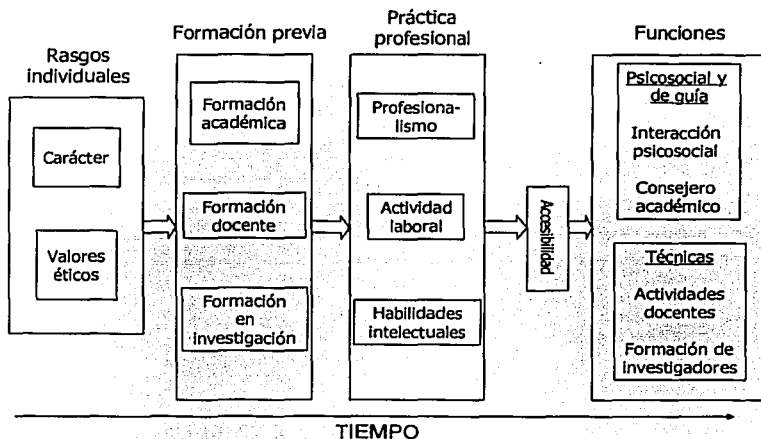 Rasgos
individuales
Carácter
Valores
éticos
Formación previa
Formación
académica
Formación
docente
Formación
en
investigación
Práctica
profesional
Profesiona-
lismo
Actividad
laboral
Habilidades
intelectuales
Accesibilidad
Funciones
Psicosocial y
de guía
Interacción
psicosocial
Consejero
académico
Técnicas
Actividades
docentes
Formación de
investigadores
TIEMPO